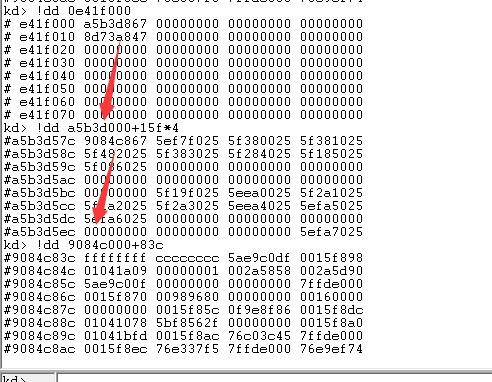 kd> !dd 0e41f000
# e41f000 a5b3d867 00000000 00000000 00000000
# e41f010 8d73a847 00000000 00000000 00000000
# e41f020 00000000 00000000 00000000 00000000
# e41f030 00000000 00000000 00000000 00000000
# e41f040 00000000 00000000 00000000 00000000
# e41f050 00000000 00000000 00000000 00000000
# e41f060 00000000 00000000 00000000 00000000
# e41f070 00000000 00000000 00000000 00000000
kd> !dd a5b3d000+15f*4
#a5b3d57c 9084c867 5ef7f025 5f380025 5f381025
#a5b3d58c 5f482025 5f383025 5f284025 5f185025
#a5b3d59c 5f086025 00000000 00000000 00000000
#a5b3d5ac 00000000 00000000 00000000 00000000
#a5b3d5bc 00000000 5f19f025 5eea0025 5f2a1025
#a5b3d5cc 5f2a2025 5f2a3025 5eea4025 5efa5025
#a5b3d5dc 5efa6025 00000000 00000000 00000000
#a5b3d5ec 00000000 00000000 00000000 5efa7025
kd> !dd 9084c000+83c
#9084c83c ffffffff cccccccc 5ae9c0df 0015f898
#9084c84c 01041a09 00000001 002a5858 002a5d90
#9084c85c 5ae9c00f 00000000 00000000 7ffde000
#9084c86c 0015f870 00989680 00000000 00160000
#9084c87c 00000000 0015f85c 0f9e8f86 0015f8dc
#9084c88c 01041078 5bf8562f 00000000 0015f8a0
#9084c89c 01041bfd 0015f8ac 76c03c45 7ffde000
#9084c8ac 0015f8ec 76e337f5 7ffde000 76e9ef74
kd>